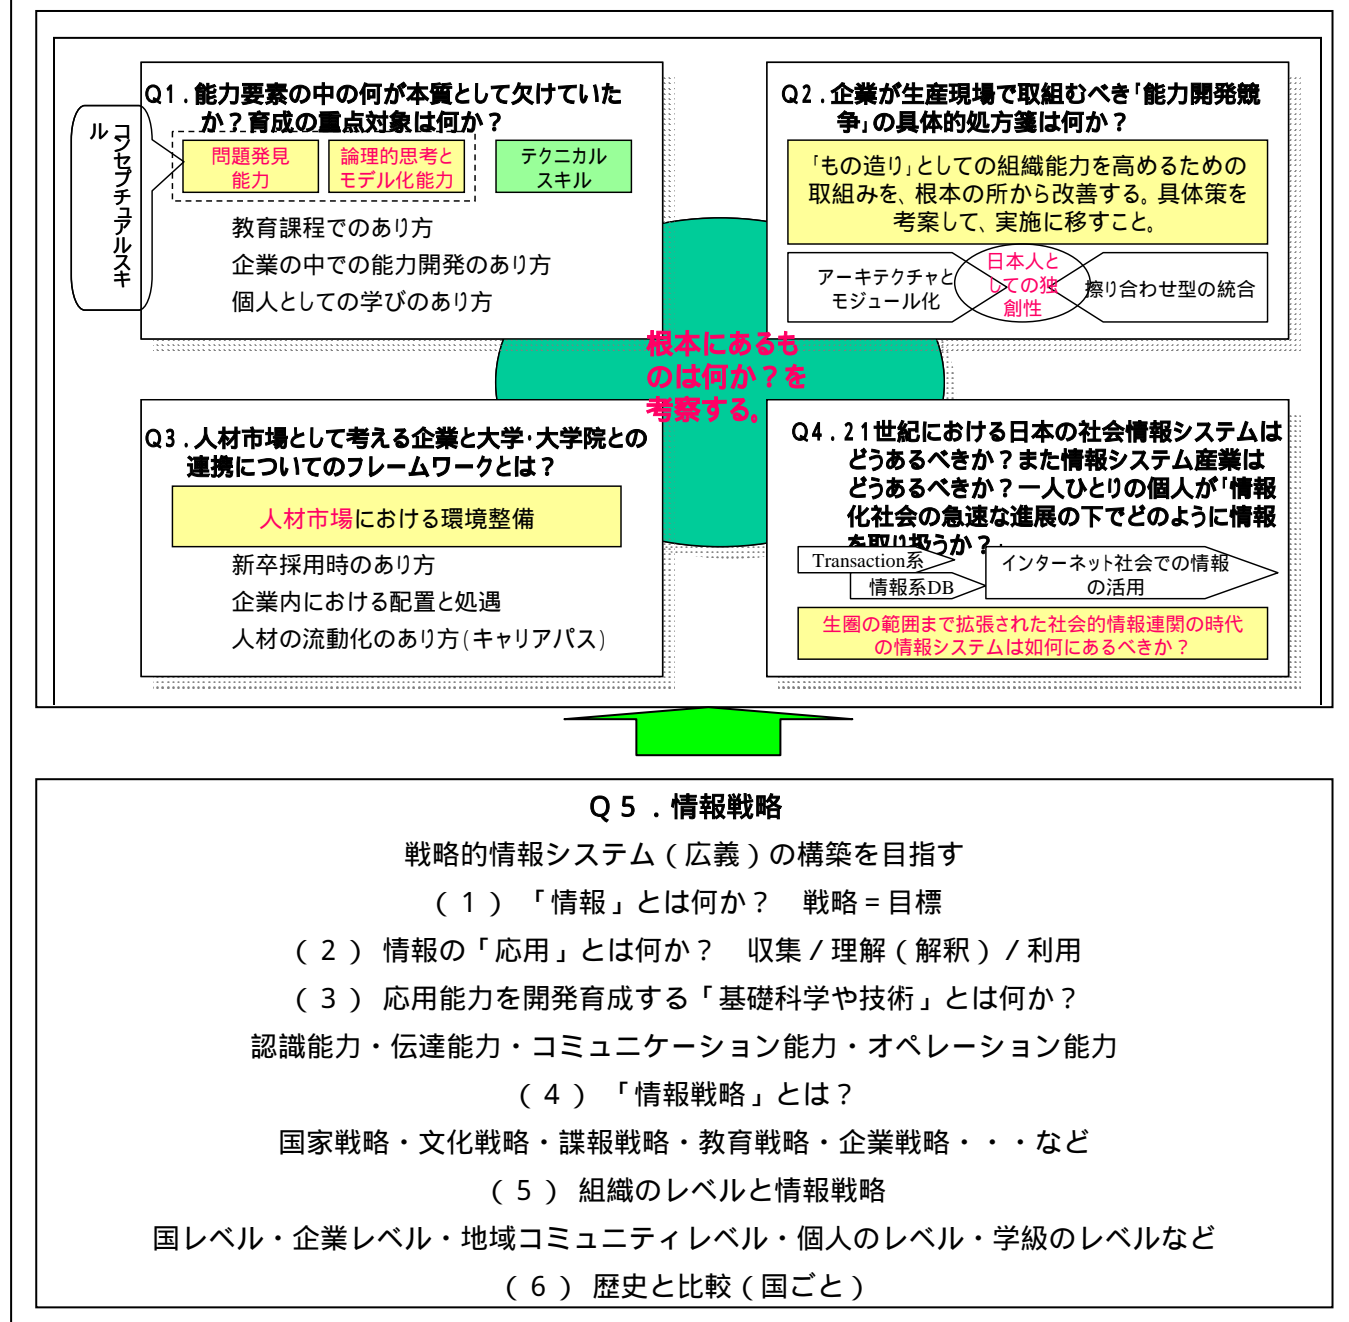 Q1.能力要素の中の何が本質として欠けていた
か？育成の重点対象は何か？
コンセプチュアルスキ
ル
問題発見
能力
論理的思考と
モデル化能力
テクニカル
スキル
教育課程でのあり方
企業の中での能力開発のあり方
個人としての学びのあり方
Q2.企業が生産現場で取組むべき｢能力開発競
争｣の具体的処方箋は何か？
｢もの造り｣としての組織能力を高めるための
取組みを、根本の所から改善する。具体策を
考案して、実施に移すこと。
アーキテクチャと
モジュール化
日本人と
しての独
創性
擦り合わせ型の統合
根本にあるも
のは何か？を
考察する。
Q3.人材市場として考える企業と大学･大学院との
連携についてのフレームワークとは？
人材市場における環境整備
新卒採用時のあり方
企業内における配置と処遇
人材の流動化のあり方(キャリアパス)
Q4.21世紀における日本の社会情報システムは
どうあるべきか？また情報システム産業は
どうあるべきか？一人ひとりの個人が｢情報
化社会の急速な進展の下でどのように情報
を取り扱うか？｣
Transaction系
情報系DB
インターネット社会での情報
の活用
生圏の範囲まで拡張された社会的情報連関の時代
の情報システムは如何にあるべきか？
Q５．情報戦略
戦略的情報システム（広義）の構築を目指す
（１）「情報」とは何か？　戦略＝目標
（２）情報の「応用」とは何か？　収集／理解（解釈）／利用
（３）応用能力を開発育成する「基礎科学や技術」とは何か？
認識能力・伝達能力・コミュニケーション能力・オペレーション能力
（４）「情報戦略」とは？
国家戦略・文化戦略・諜報戦略・教育戦略・企業戦略・・・など
（５）組織のレベルと情報戦略
国レベル・企業レベル・地域コミュニティレベル・個人のレベル・学級のレベルなど
（６）歴史と比較（国ごと）